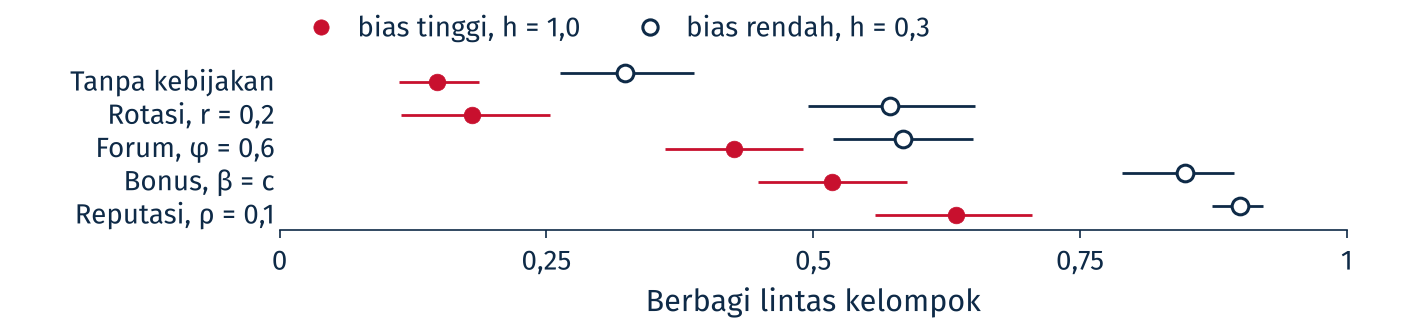 bias tinggi, h = 1,0 bias rendah, h = 0,3
Tanpa kebijakan
Rotasi, r = 0,2
Forum, φ = 0,6
Bonus, β = c
Reputasi, ρ = 0,1
0 0,25 0,5 0,75 1
Berbagi lintas kelompok